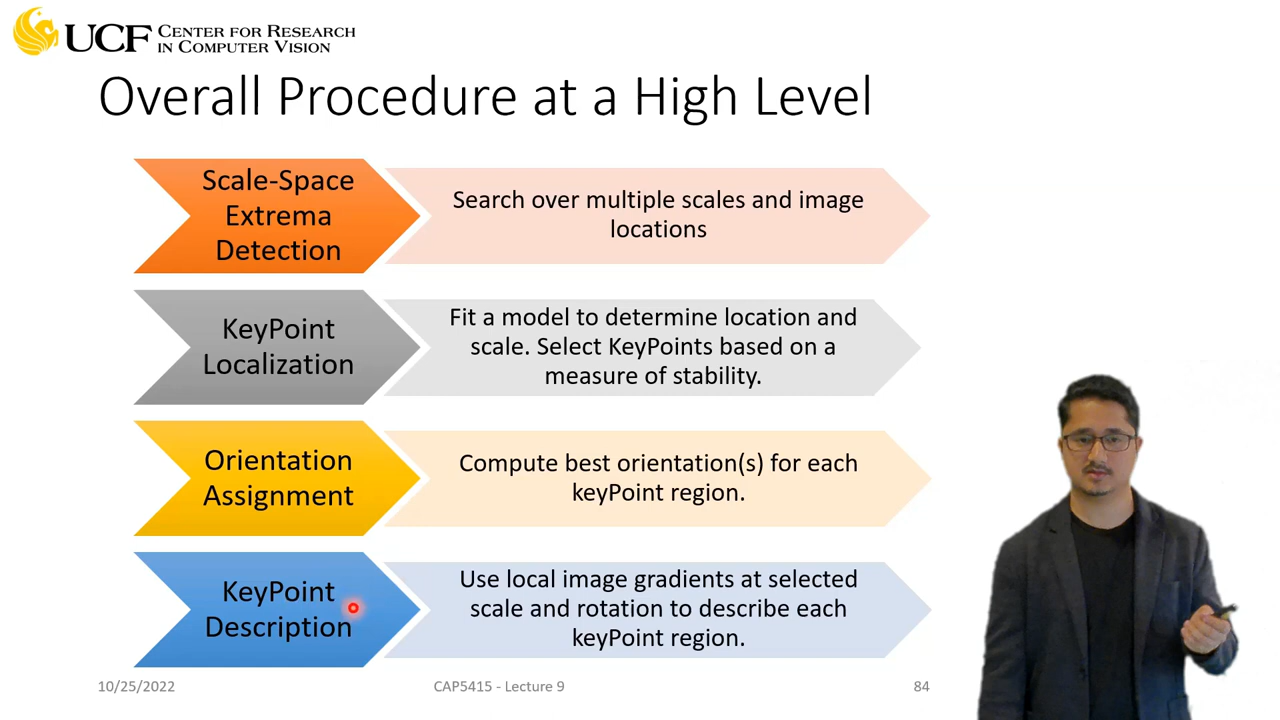 UCF CENTER FOR RESEARCH
IN COMPUTER VISION
Overall Procedure at a High Level
Scale-Space
Extrema
Detection
Search over multiple scales and image
locations
KeyPoint
Localization
Fit a model to determine location and
scale. Select KeyPoints based on a
measure of stability.
Orientation
Assignment
Compute best orientation(s) for each
keyPoint region.
KeyPoint
Description
Use local image gradients at selected
scale and rotation to describe each
keyPoint region.
10/25/2022
CAP5415 - Lecture 9
84